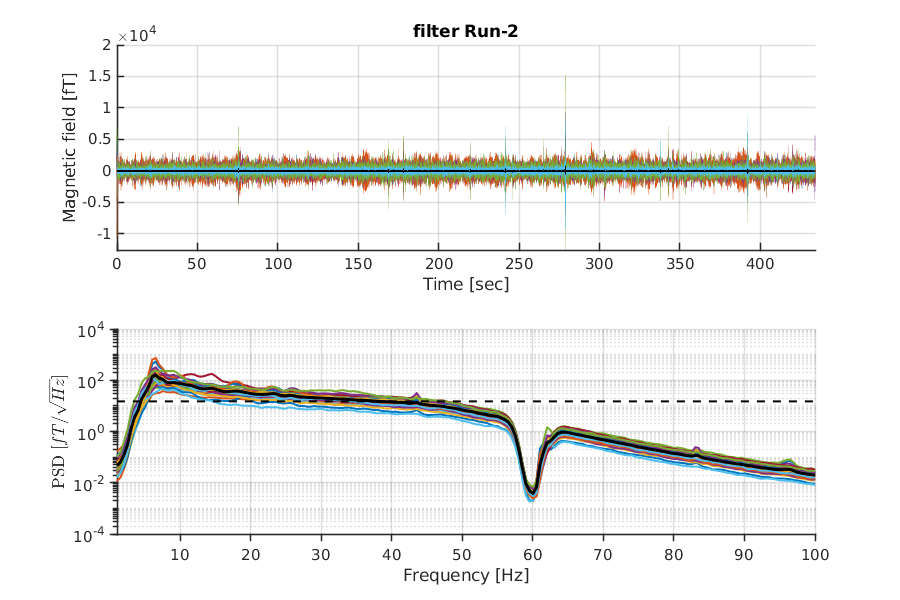 filter Run-2
×10⁴
2
1.5
1
0.5
0
-0.5
-1
Magnetic field [fT]
0 50 100 150 200 250 300 350 400
Time [sec]
10⁴
10²
10⁰
10⁻²
10⁻⁴
PSD [fT/√Hz]
10 20 30 40 50 60 70 80 90 100
Frequency [Hz]